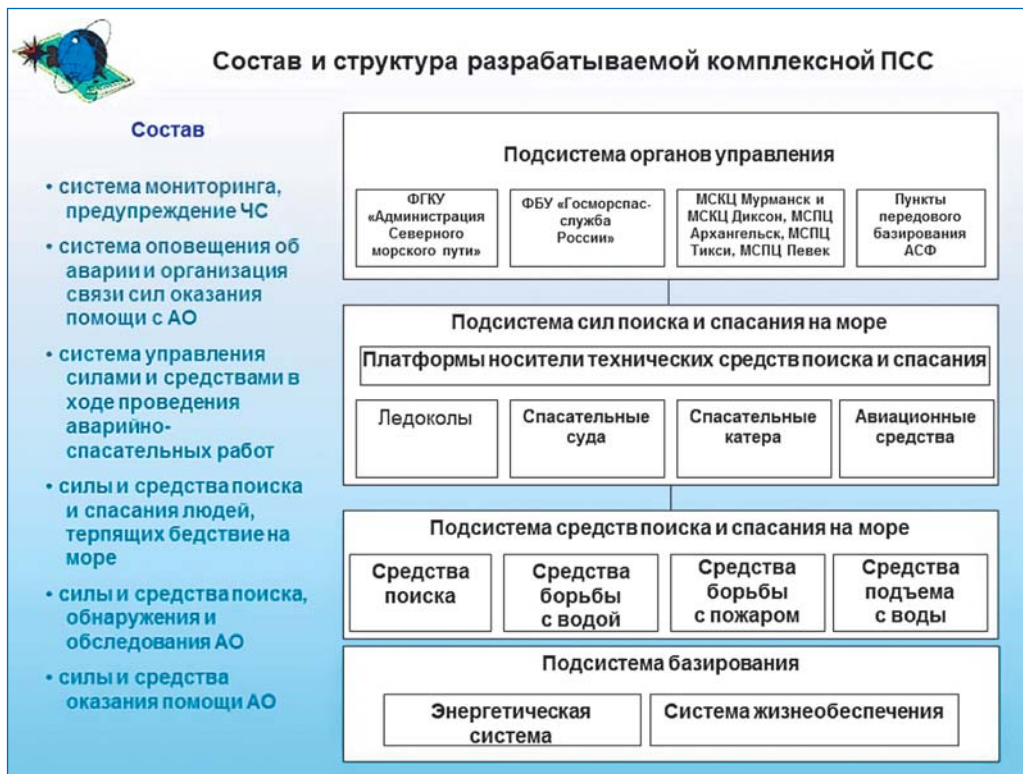 Состав и структура разрабатываемой комплексной ПСС
Состав
• система мониторинга,
предупреждение ЧС
• система оповещения об
аварии и организация
связи сил оказания
помощи с АО
• система управления
силами и средствами в
ходе проведения
аварийно-
спасательных работ
• силы и средства поиска
и спасания людей,
терпящих бедствие на
море
• силы и средства поиска,
обнаружения и
обследования АО
• силы и средства
оказания помощи АО
Подсистема органов управления
ФГКУ
«Администрация
Северного
морского пути»
ФБУ «Госморспас-
служба
России»
МСКЦ Мурманск и
МСКЦ Диксон, МСПЦ
Архангельск, МСПЦ
Тикси, МСПЦ Певек
Пункты
передового
базирования
АСФ
Подсистема сил поиска и спасания на море
Платформы носители технических средств поиска и спасания
Ледоколы
Спасательные
суда
Спасательные
катера
Авиационные
средства
Подсистема средств поиска и спасания на море
Средства
поиска
Средства
борьбы
с водой
Средства
борьбы
с пожаром
Средства
подъема
с воды
Подсистема базирования
Энергетическая
система
Система жизнеобеспечения